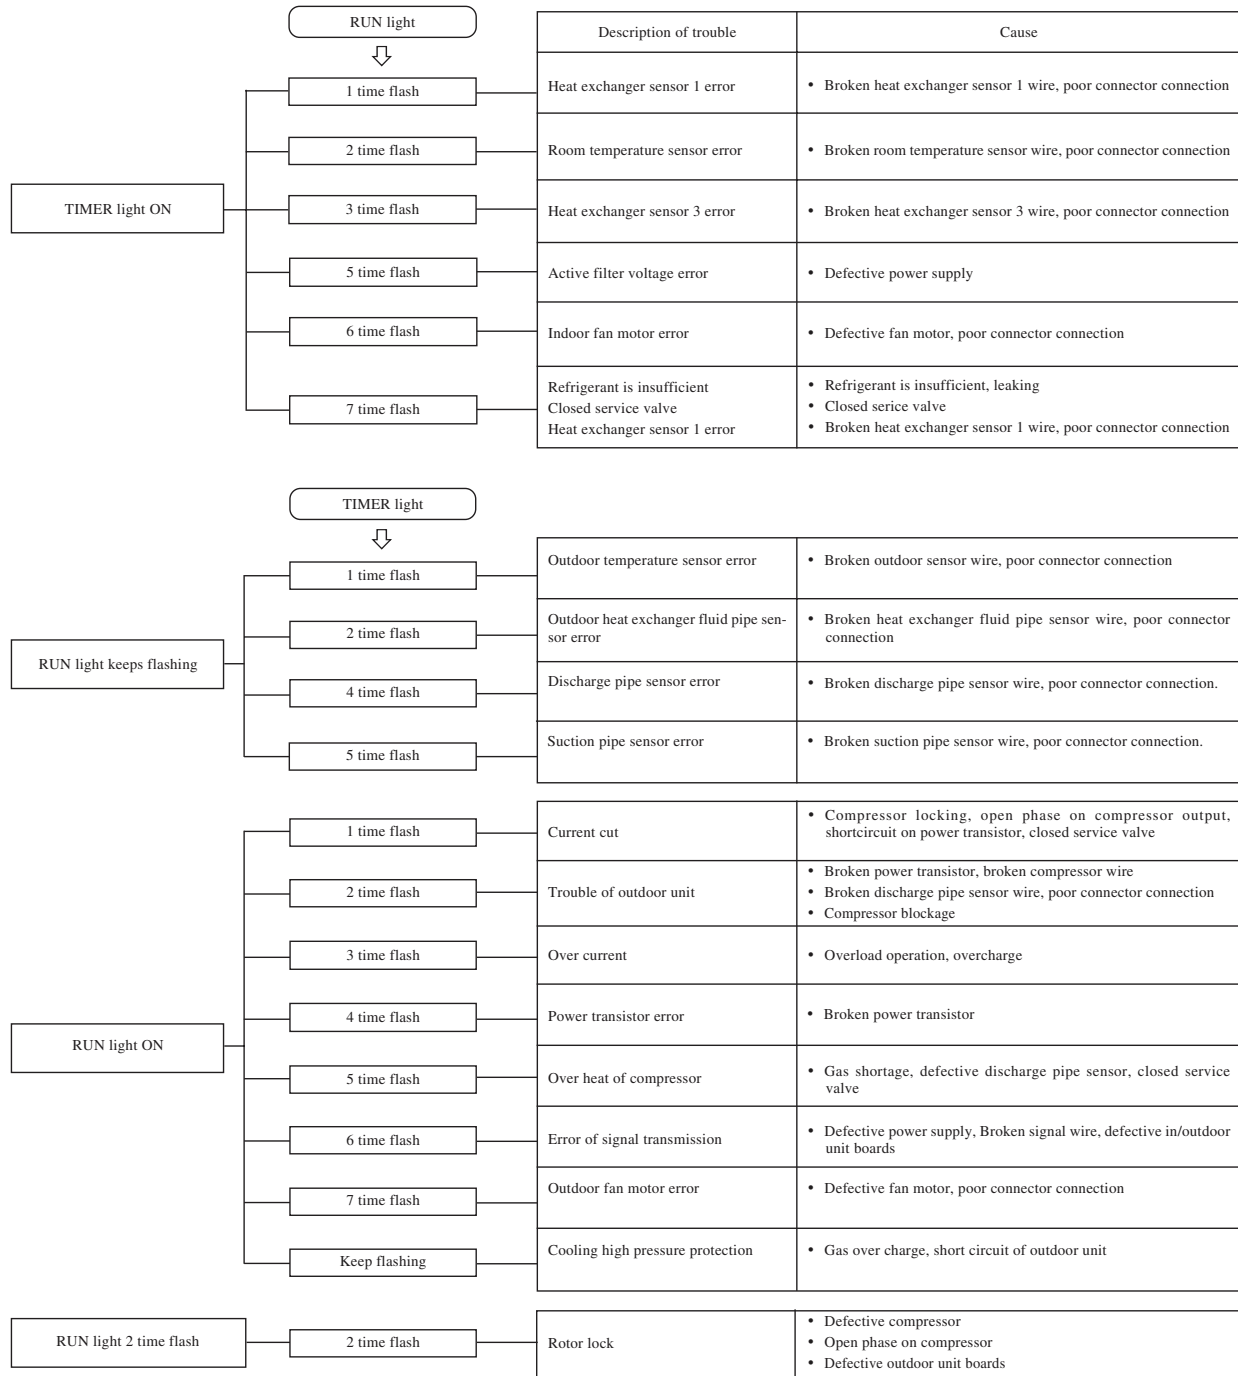 RUN light
Description of trouble
Cause
1 time flash
Heat exchanger sensor 1 error
• Broken heat exchanger sensor 1 wire, poor connector connection
2 time flash
Room temperature sensor error
• Broken room temperature sensor wire, poor connector connection
TIMER light ON
3 time flash
Heat exchanger sensor 3 error
• Broken heat exchanger sensor 3 wire, poor connector connection
5 time flash
Active filter voltage error
• Defective power supply
6 time flash
Indoor fan motor error
• Defective fan motor, poor connector connection
7 time flash
Refrigerant is insufficient
Closed service valve
Heat exchanger sensor 1 error
• Refrigerant is insufficient, leaking
• Closed serice valve
• Broken heat exchanger sensor 1 wire, poor connector connection
TIMER light
1 time flash
Outdoor temperature sensor error
• Broken outdoor sensor wire, poor connector connection
2 time flash
Outdoor heat exchanger fluid pipe sen-
sor error
• Broken heat exchanger fluid pipe sensor wire, poor connector
connection
RUN light keeps flashing
4 time flash
Discharge pipe sensor error
• Broken discharge pipe sensor wire, poor connector connection.
5 time flash
Suction pipe sensor error
• Broken suction pipe sensor wire, poor connector connection.
1 time flash
Current cut
• Compressor locking, open phase on compressor output,
shortcircuit on power transistor, closed service valve
2 time flash
Trouble of outdoor unit
• Broken power transistor, broken compressor wire
• Broken discharge pipe sensor wire, poor connector connection
• Compressor blockage
3 time flash
Over current
• Overload operation, overcharge
4 time flash
Power transistor error
• Broken power transistor
RUN light ON
5 time flash
Over heat of compressor
• Gas shortage, defective discharge pipe sensor, closed service
valve
6 time flash
Error of signal transmission
• Defective power supply, Broken signal wire, defective in/outdoor
unit boards
7 time flash
Outdoor fan motor error
• Defective fan motor, poor connector connection
Keep flashing
Cooling high pressure protection
• Gas over charge, short circuit of outdoor unit
RUN light 2 time flash
2 time flash
Rotor lock
• Defective compressor
• Open phase on compressor
• Defective outdoor unit boards